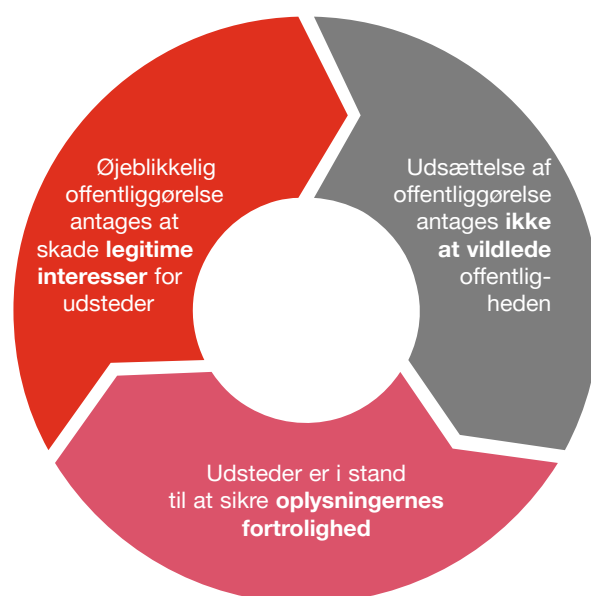 Øjeblikkelig
offentliggørelse
antages at
skade legitime
interesser for
udsteder
Udsættelse af
offentliggørelse
antages ikke
at vildlede
offentlig-
heden
Udsteder er i stand
til at sikre oplysningernes
fortrolighed